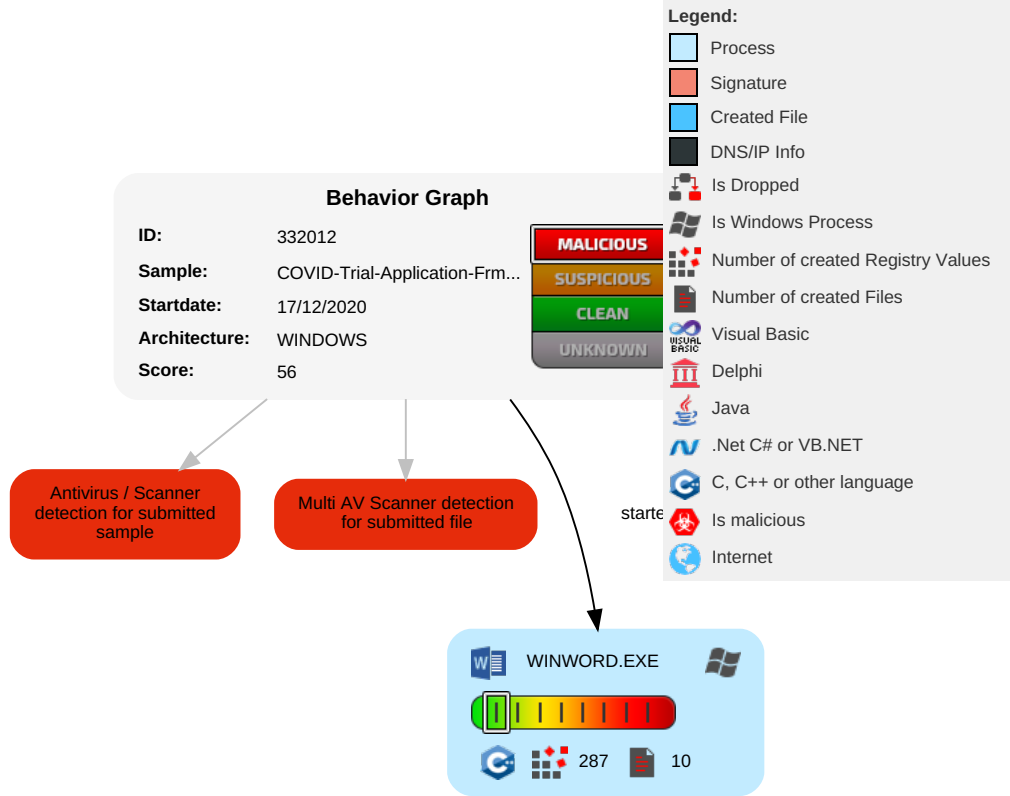 Legend:
Process
Signature
Created File
DNS/IP Info
Is Dropped
Is Windows Process
Number of created Registry Values
Number of created Files
VISUAL BASIC
Visual Basic
Delphi
Java
.Net C# or VB.NET
C, C++ or other language
Is malicious
Internet
Behavior Graph
ID: 332012
Sample: COVID-Trial-Application-Frm...
Startdate: 17/12/2020
Architecture: WINDOWS
Score: 56
MALICIOUS
SUSPICIOUS
CLEAN
UNKNOWN
Antivirus / Scanner
detection for submitted
sample
Multi AV Scanner detection
for submitted file
starte
W
WINWORD.EXE
287
10